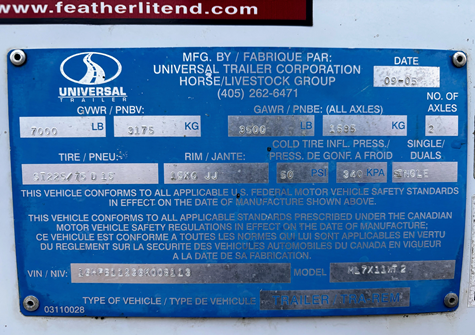 www.featherlitend.com
UNIVERSAL
TRAILER
MFG. BY / FABRIQUE PAR:
UNIVERSAL TRAILER CORPORATION
HORSE/LIVESTOCK GROUP
(405) 262-6471
DATE
09-05
GVWR / PNBV:
GAWR / PNBE: (ALL AXLES)
NO. OF
AXLES
7000 LB 3175 KG LB KG 2
TIRE / PNEU:
RIM / JANTE:
COLD TIRE INFL. PRESS./
PRESS. DE GONF. A FROID
SINGLE/
DUALS
JJ 50 PSI KPA SINGLE
THIS VEHICLE CONFORMS TO ALL APPLICABLE U.S. FEDERAL MOTOR VEHICLE SAFETY STANDARDS
IN EFFECT ON THE DATE OF MANUFACTURE SHOWN ABOVE.
THIS VEHICLE CONFORMS TO ALL APPLICABLE STANDARDS PRESCRIBED UNDER THE CANADIAN
MOTOR VEHICLE SAFETY REGULATIONS IN EFFECT ON THE DATE OF MANUFACTURE;
CE VEHICULE EST CONFORME A TOUTES LES NORMES QUI LUI SONT APPLICABLES EN VERTU
DU REGLEMENT SUR LA SECURITE DES VEHICULES AUTOMOBILES DU CANADA EN VIGUEUR
A LA DATE DE SA FABRICATION.
VIN / NIV:
MODEL
TYPE OF VEHICLE / TYPE DE VEHICULE: TRAILER / TRA REM
03110028